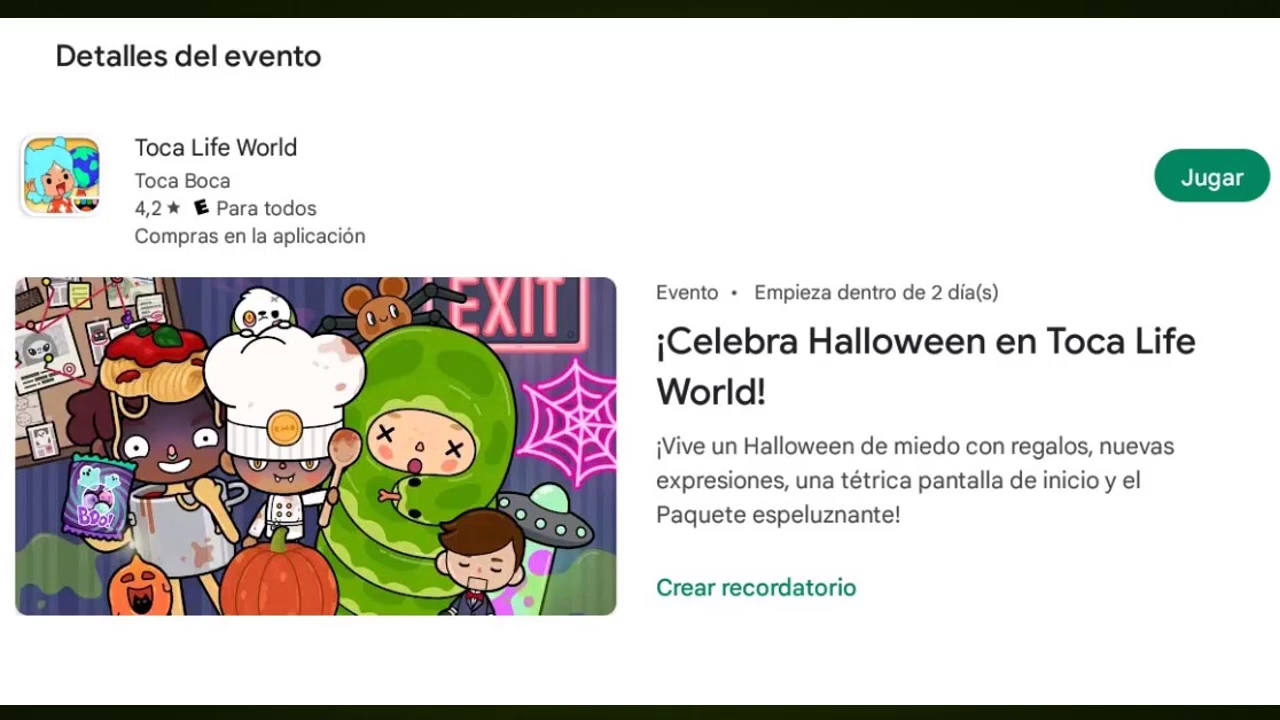 Detalles del evento
Toca Life World
Toca Boca
4,2★ E Para todos
Compras en la aplicación
Jugar
EXIT
BOO!
Evento • Empieza dentro de 2 día(s)
¡Celebra Halloween en Toca Life
World!
¡Vive un Halloween de miedo con regalos, nuevas
expresiones, una tétrica pantalla de inicio y el
Paquete espeluznante!
Crear recordatorio